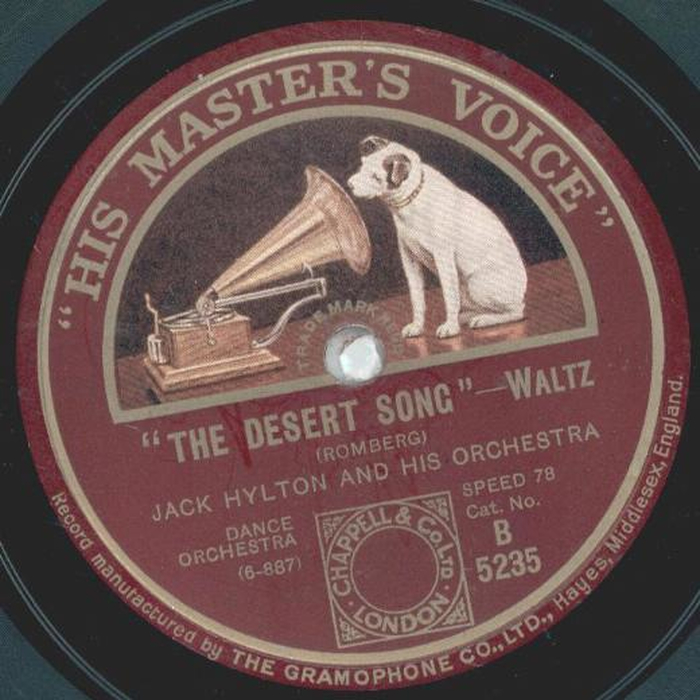 "HIS MASTER'S VOICE"
TRADE MARK
"THE DESERT SONG"—WALTZ
(ROMBERG)
JACK HYLTON AND HIS ORCHESTRA
DANCE
ORCHESTRA
(6-887)
CHAPPELL & Co LTD.
· LONDON ·
SPEED 78
Cat. No.
B
5235
Record manufactured by THE GRAMOPHONE CO., LTD., Hayes, Middlesex, England.